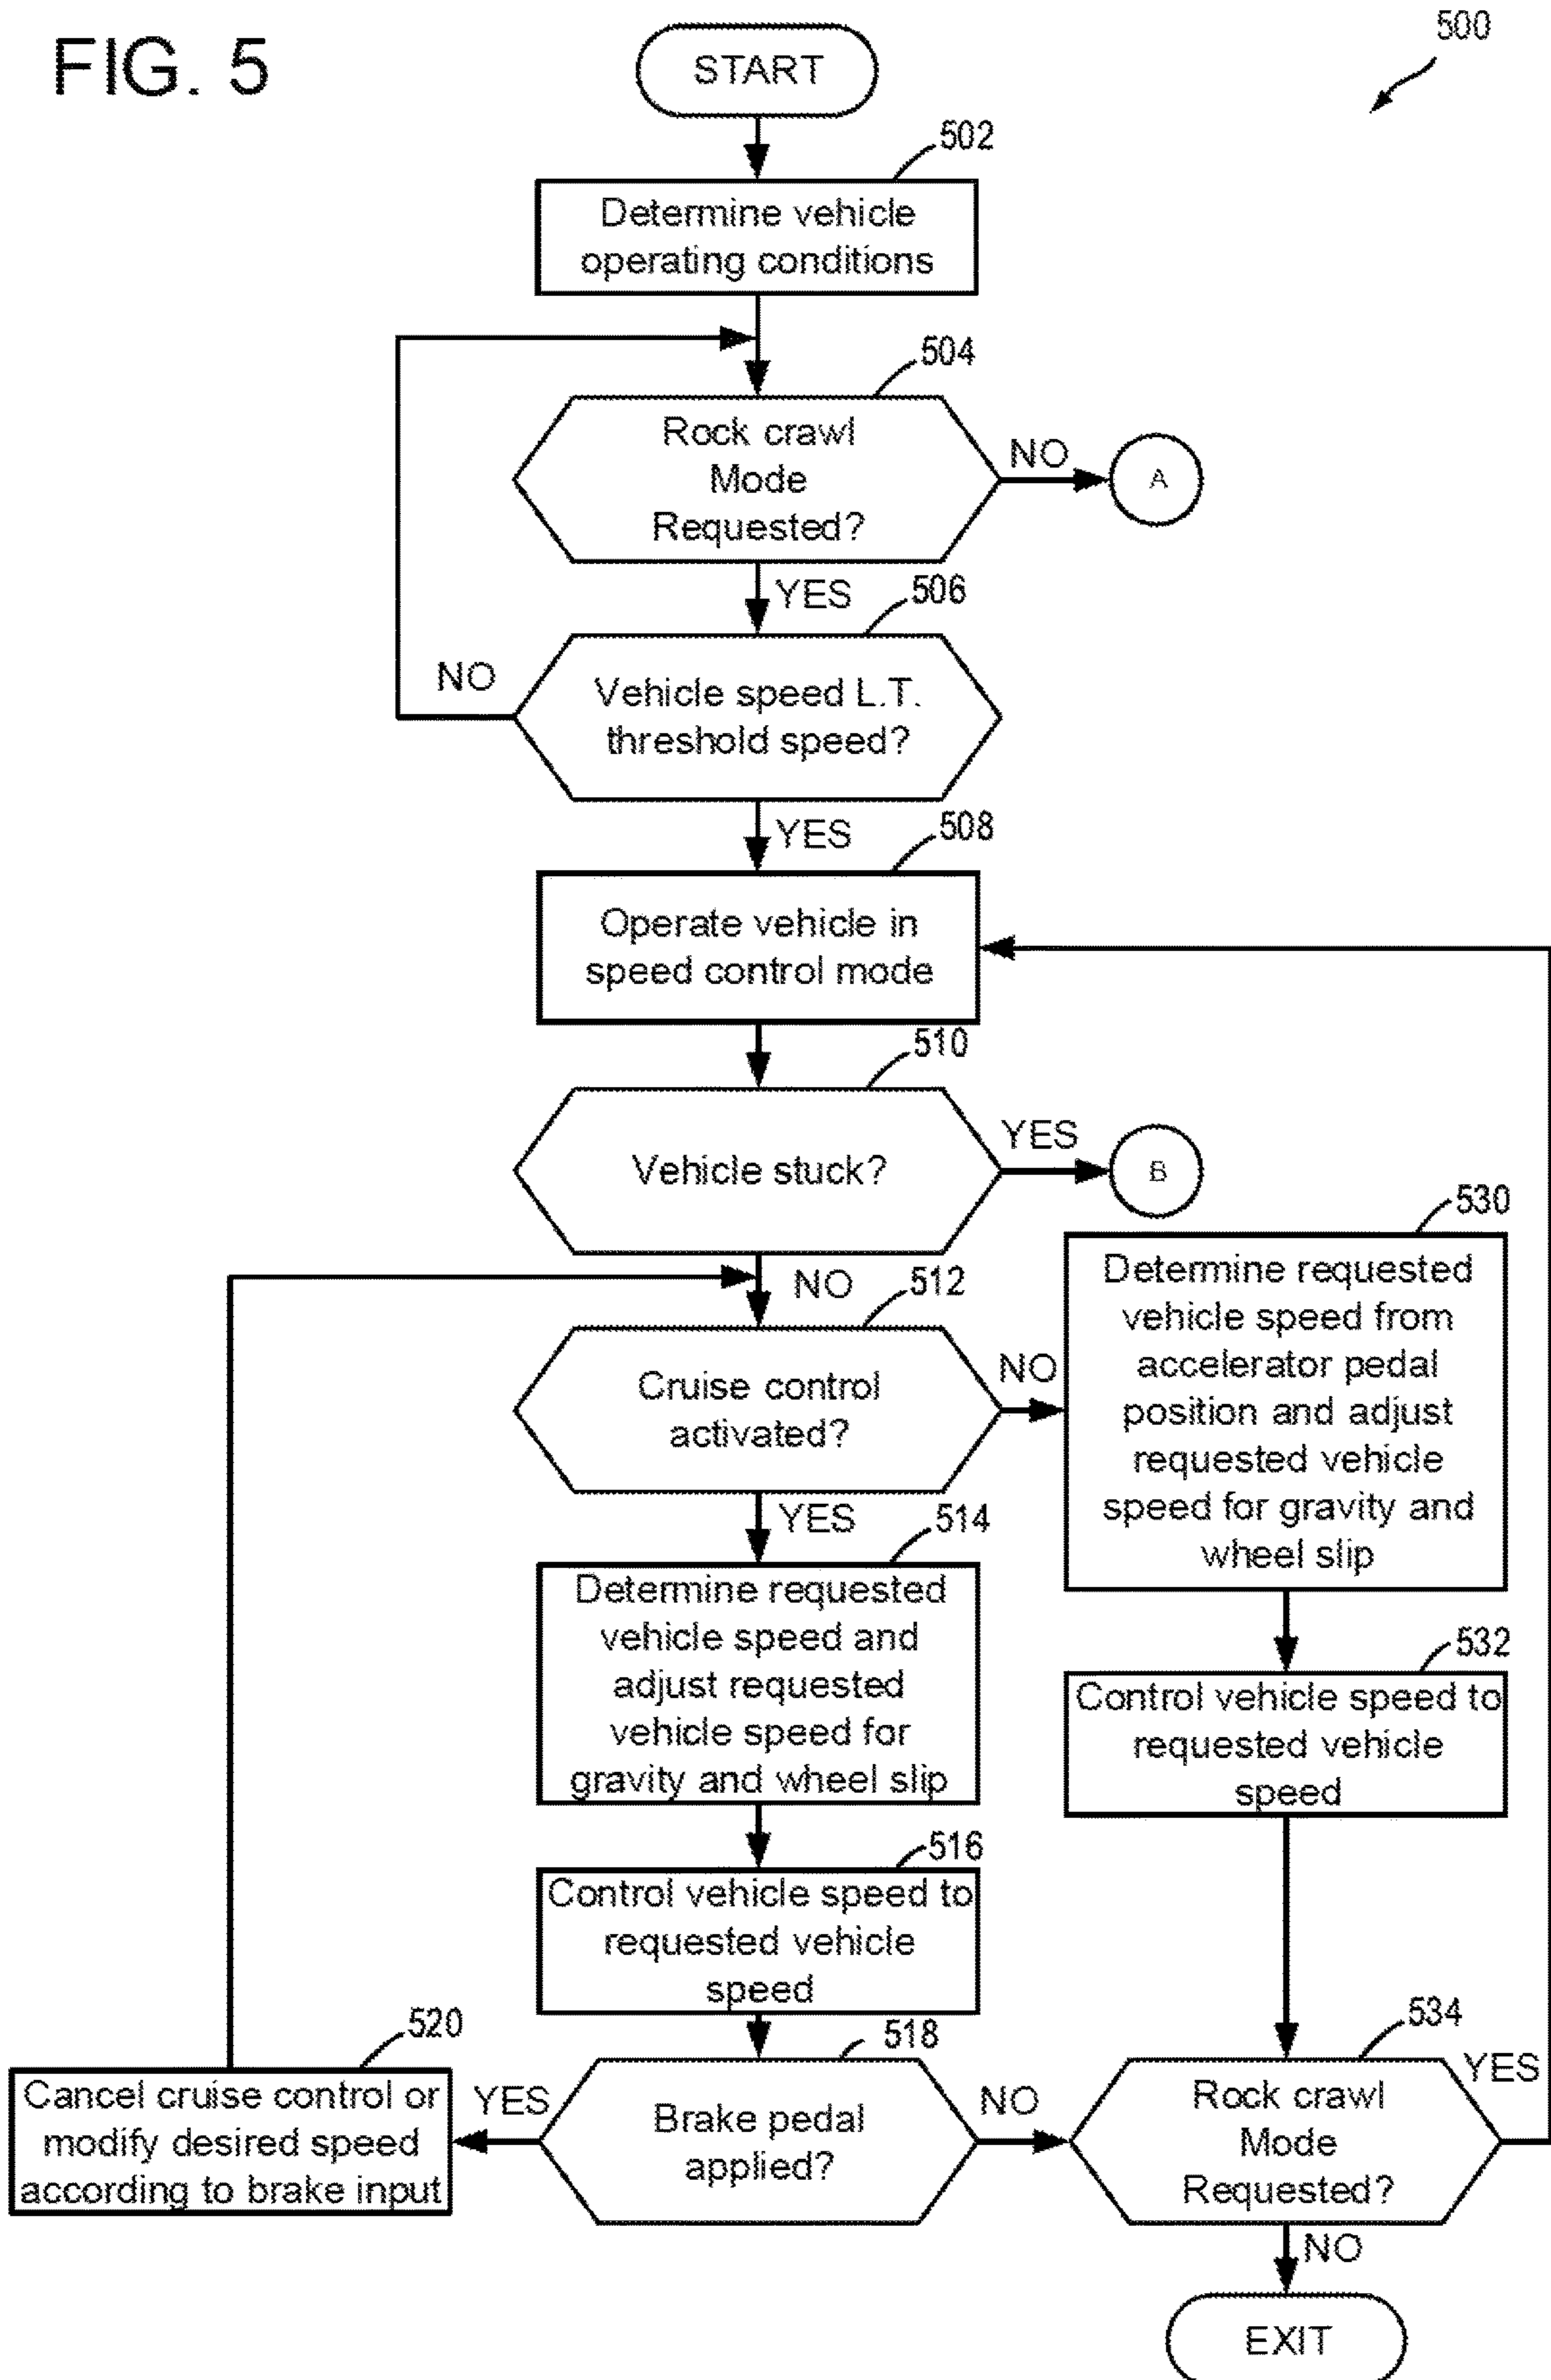 FIG. 5
500
START
502
Determine vehicle
operating conditions
504
Rock crawl
Mode
Requested?
NO
A
YES
506
Vehicle speed L.T.
threshold speed?
NO
YES
508
Operate vehicle in
speed control mode
510
Vehicle stuck?
YES
B
NO
512
Cruise control
activated?
NO
530
Determine requested
vehicle speed from
accelerator pedal
position and adjust
requested vehicle
speed for gravity and
wheel slip
YES
514
Determine requested
vehicle speed and
adjust requested
vehicle speed for
gravity and wheel slip
532
Control vehicle speed to
requested vehicle
speed
516
Control vehicle speed to
requested vehicle
speed
518
Brake pedal
applied?
YES
520
Cancel cruise control or
modify desired speed
according to brake input
NO
534
Rock crawl
Mode
Requested?
YES
NO
EXIT